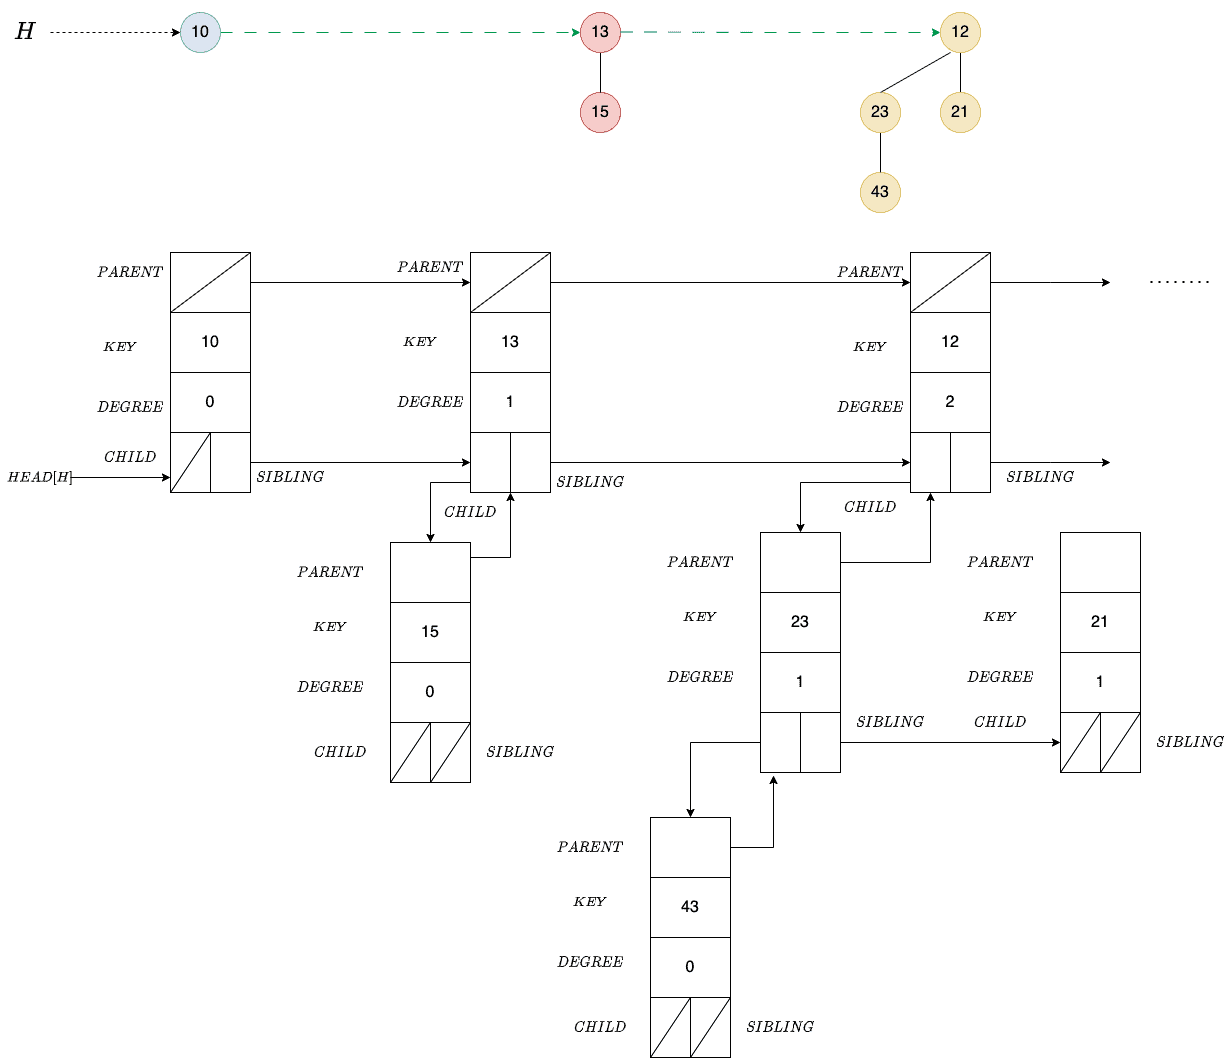 H 10 13 12
15 23 21
43
PARENT PARENT PARENT ........
10 13 12
KEY KEY KEY
0 1 2
DEGREE DEGREE DEGREE
CHILD
HEAD[H] SIBLING SIBLING SIBLING
CHILD CHILD
PARENT PARENT PARENT
KEY 15 KEY 23 KEY 21
DEGREE 0 DEGREE 1 DEGREE 1
CHILD SIBLING SIBLING CHILD SIBLING
PARENT
KEY 43
DEGREE 0
CHILD SIBLING